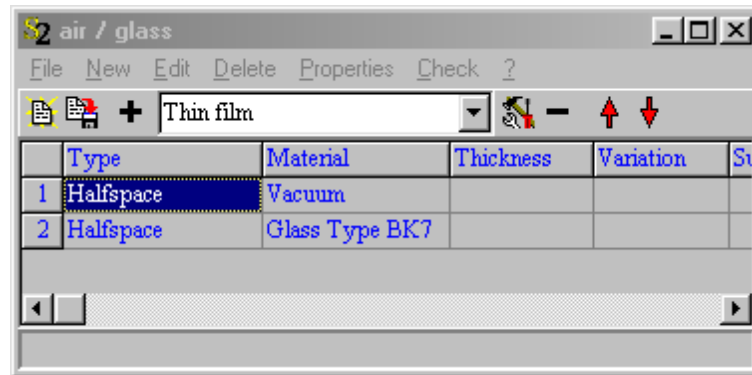 S2 air / glass
File New Edit Delete Properties Check ?
Thin film
Type Material Thickness Variation
1 Halfspace Vacuum
2 Halfspace Glass Type BK7